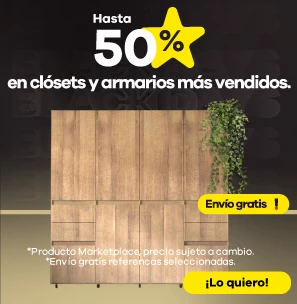 Hasta
50%
en clósets y armarios más vendidos.
Envío gratis !
*Producto Marketplace, precio sujeto a cambio.
*Envío gratis referencas seleccionadas.
¡Lo quiero!